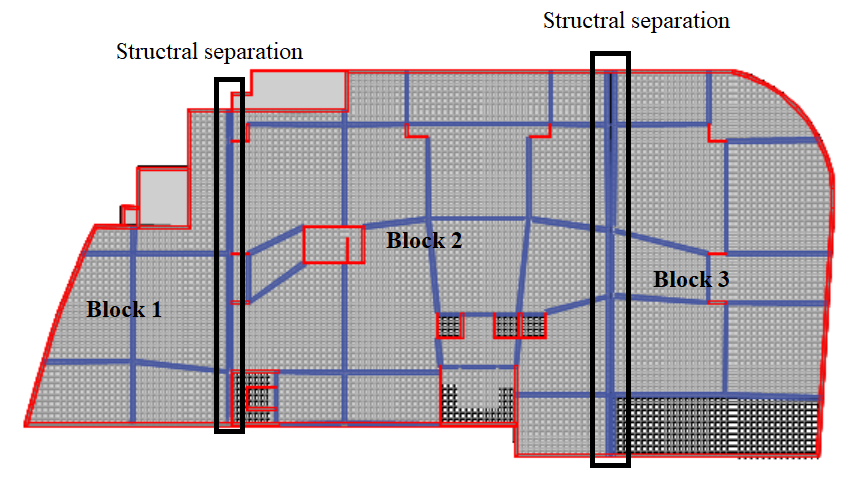 Structral separation
Structral separation
Block 2
Block 3
Block 1